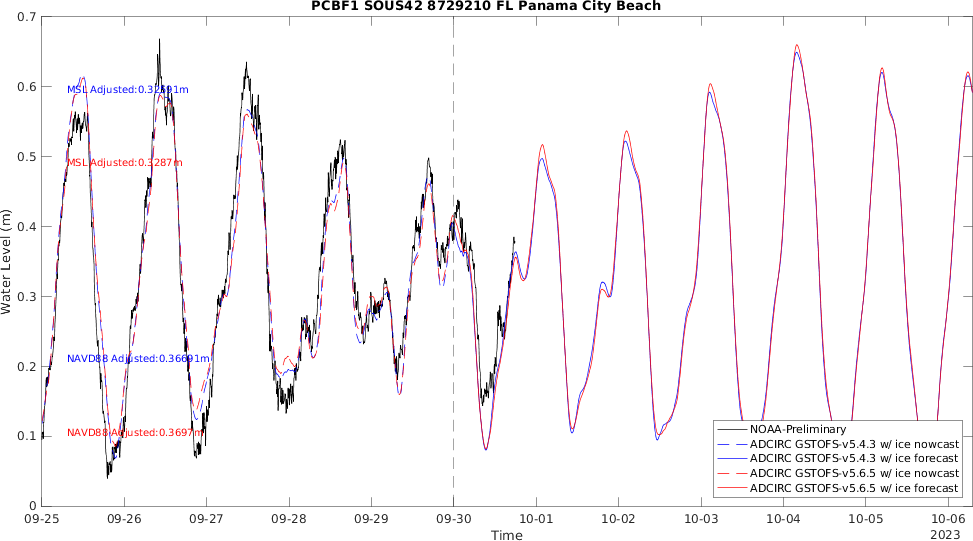 PCBF1 SOUS42 8729210 FL Panama City Beach
Water Level (m)
0.7
0.6
0.5
0.4
0.3
0.2
0.1
0
MSL Adjusted:0.32591m
MSL Adjusted:0.3287m
NAVD88 Adjusted:0.36691m
NAVD88 Adjusted:0.3697m
NOAA-Preliminary
ADCIRC GSTOFS-v5.4.3 w/ ice nowcast
ADCIRC GSTOFS-v5.4.3 w/ ice forecast
ADCIRC GSTOFS-v5.6.5 w/ ice nowcast
ADCIRC GSTOFS-v5.6.5 w/ ice forecast
09-25 09-26 09-27 09-28 09-29 09-30 10-01 10-02 10-03 10-04 10-05 10-06
2023
Time